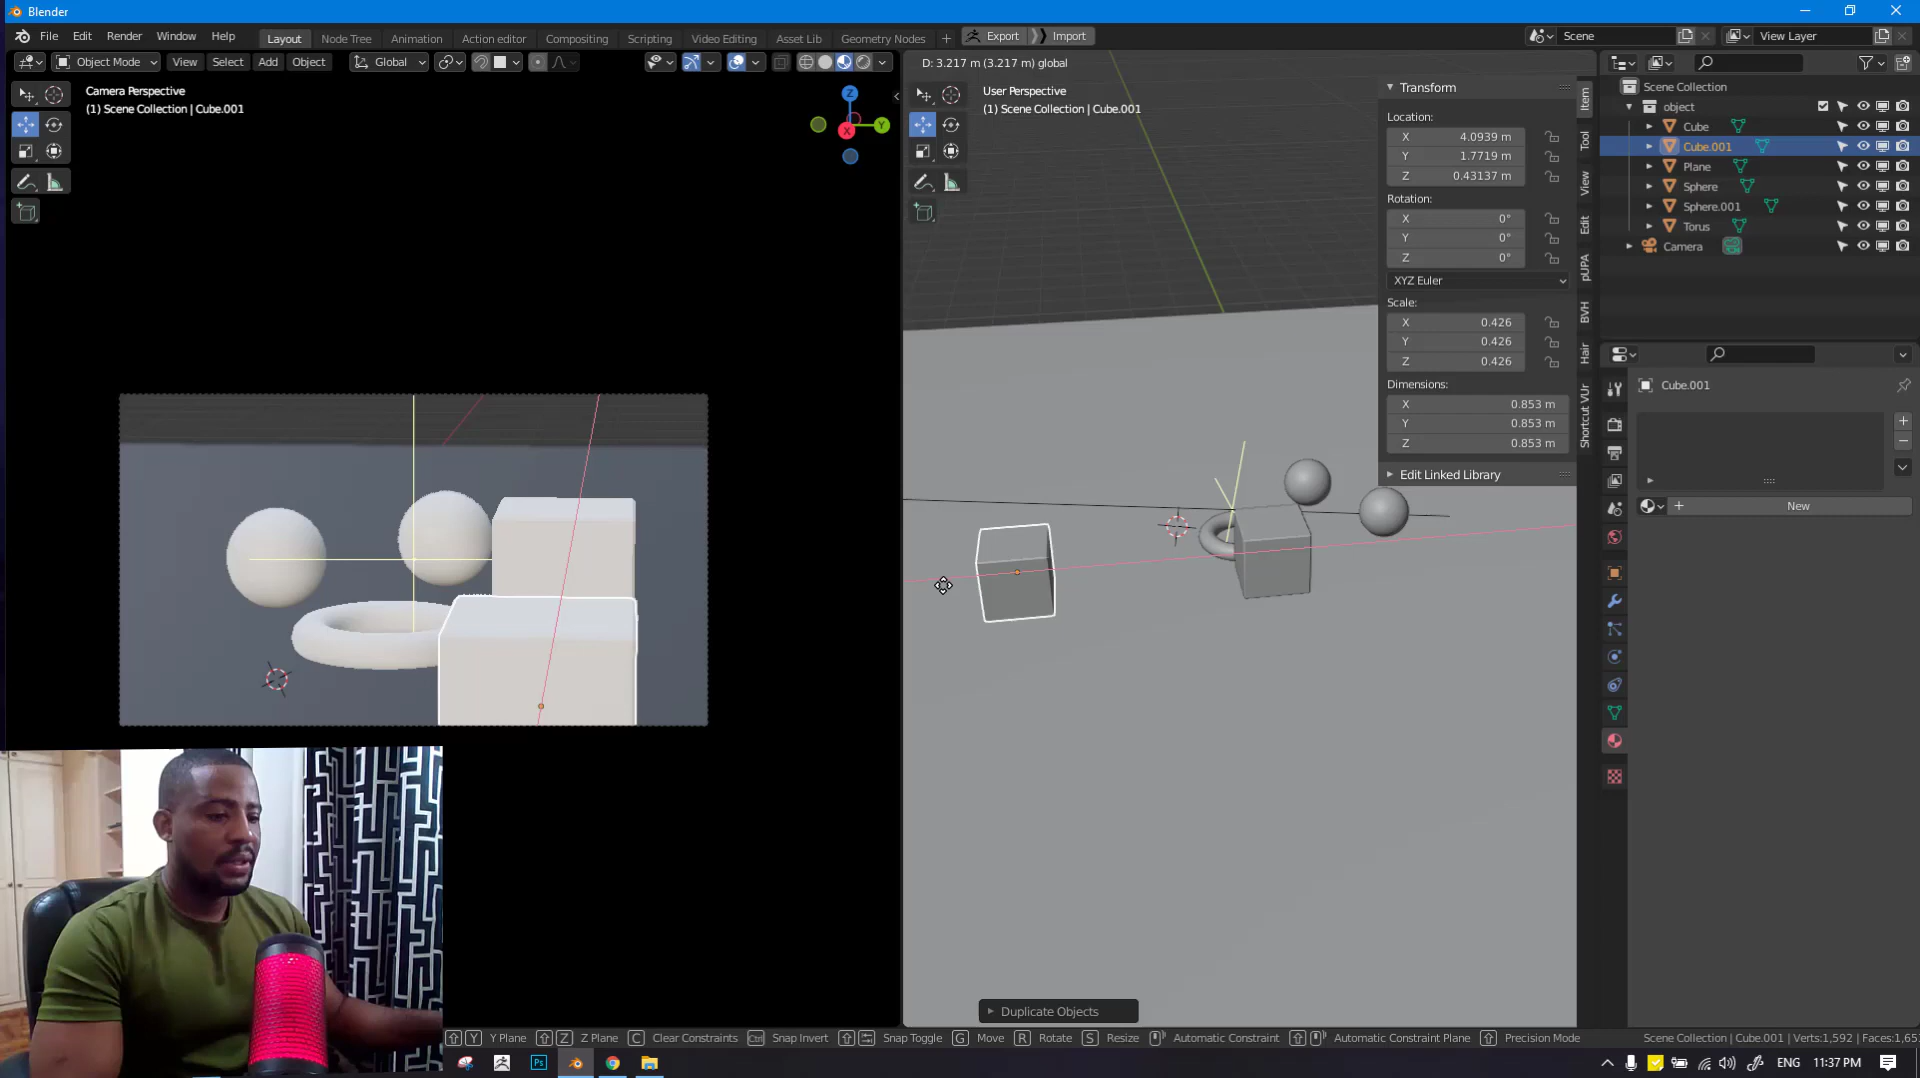 Blender
File Edit Render Window Help Layout Node Tree Animation Action editor Compositing Scripting Video Editing Asset Lib Geometry Nodes + Export Import Scene View Layer
Object Mode View Select Add Object Global
D: 3.217 m (3.217 m) global
Camera Perspective
(1) Scene Collection | Cube.001
Z
Y
X
User Perspective
(1) Scene Collection | Cube.001
Transform
Location:
X 4.0939 m
Y 1.7719 m
Z 0.43137 m
Rotation:
X 0°
Y 0°
Z 0°
XYZ Euler
Scale:
X 0.426
Y 0.426
Z 0.426
Dimensions:
X 0.853 m
Y 0.853 m
Z 0.853 m
Edit Linked Library
Item
Tool
View
Edit
pUPA
BVH
Hair
Shortcut VUr
Scene Collection
object
Cube
Cube.001
Plane
Sphere
Sphere.001
Torus
Camera
Cube.001
+
−
+ New
Duplicate Objects
Y Y Plane Z Z Plane C Clear Constraints Ctrl Snap Invert Snap Toggle G Move R Rotate S Resize Automatic Constraint Automatic Constraint Plane Precision Mode Scene Collection | Cube.001 | Verts:1,592 | Faces:1,65
Ps
ENG 11:37 PM